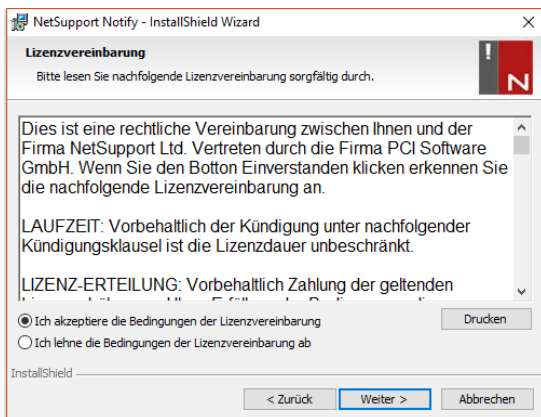 NetSupport Notify - InstallShield Wizard
Lizenzvereinbarung
Bitte lesen Sie nachfolgende Lizenzvereinbarung sorgfältig durch.
! N
Dies ist eine rechtliche Vereinbarung zwischen Ihnen und der
Firma NetSupport Ltd. Vertreten durch die Firma PCI Software
GmbH. Wenn Sie den Botton Einverstanden klicken erkennen Sie
die nachfolgende Lizenzvereinbarung an.
LAUFZEIT: Vorbehaltlich der Kündigung unter nachfolgender
Kündigungsklausel ist die Lizenzdauer unbeschränkt.
LIZENZ-ERTEILUNG: Vorbehaltlich Zahlung der geltenden
Ich akzeptiere die Bedingungen der Lizenzvereinbarung
Drucken
Ich lehne die Bedingungen der Lizenzvereinbarung ab
InstallShield
< Zurück
Weiter >
Abbrechen